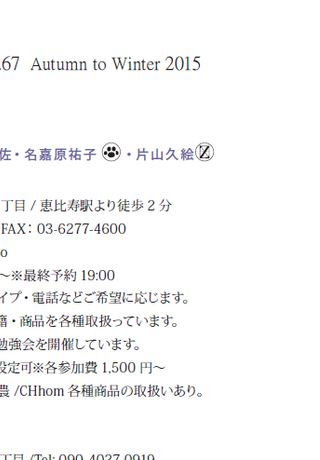 .67 Autumn to Winter 2015
佐・名嘉原祐子 ・片山久絵Z
丁目 / 恵比寿駅より徒歩 2 分
FAX: 03-6277-4600
o
～※最終予約 19:00
イプ・電話などご希望に応じます。
籍・商品を各種取扱っています。
勉強会を開催しています。
設定可※各参加費 1,500 円～
農 /CHhom 各種商品の取扱いあり。
丁目 /Tel: 090-4037-0919